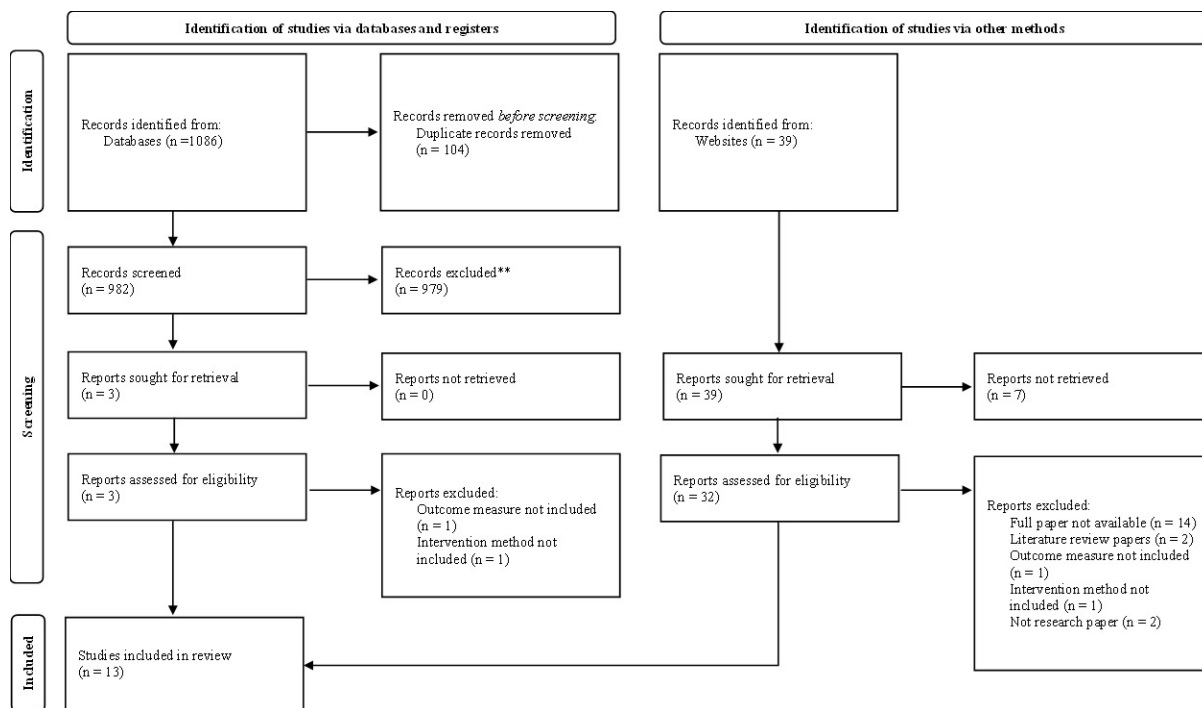 Identification of studies via databases and registers
Identification of studies via other methods
Identification
Records identified from:
Databases (n =1086)
Records removed before screening:
Duplicate records removed
(n = 104)
Records identified from:
Websites (n = 39)
Screening
Records screened
(n = 982)
Records excluded**
(n = 979)
Reports sought for retrieval
(n = 3)
Reports not retrieved
(n = 0)
Reports sought for retrieval
(n = 39)
Reports not retrieved
(n = 7)
Reports assessed for eligibility
(n = 3)
Reports excluded:
Outcome measure not included
(n = 1)
Intervention method not
included (n = 1)
Reports assessed for eligibility
(n = 32)
Reports excluded:
Full paper not available (n = 14)
Literature review papers (n = 2)
Outcome measure not included
(n = 1)
Intervention method not
included (n = 1)
Not research paper (n = 2)
Included
Studies included in review
(n = 13)